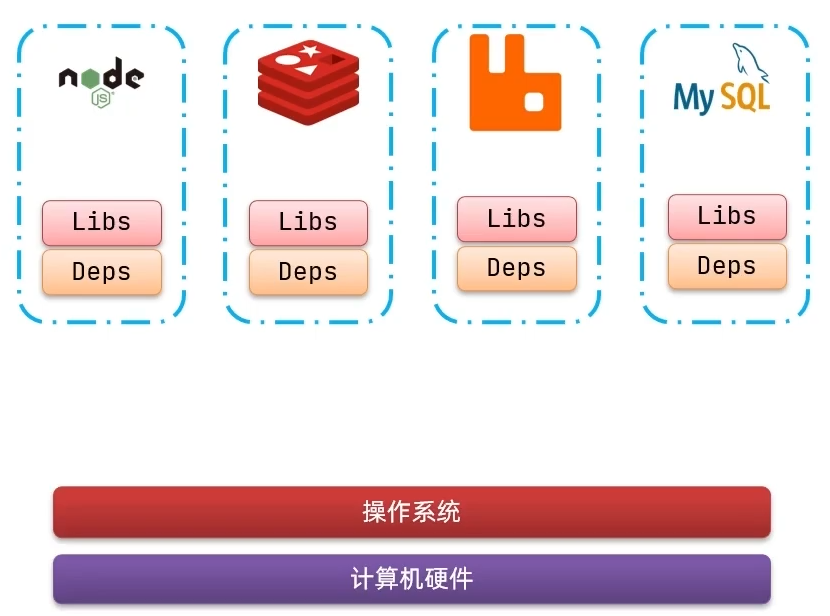 node
JS
MySQL
Libs
Libs
Libs
Libs
Deps
Deps
Deps
Deps
操作系统
计算机硬件